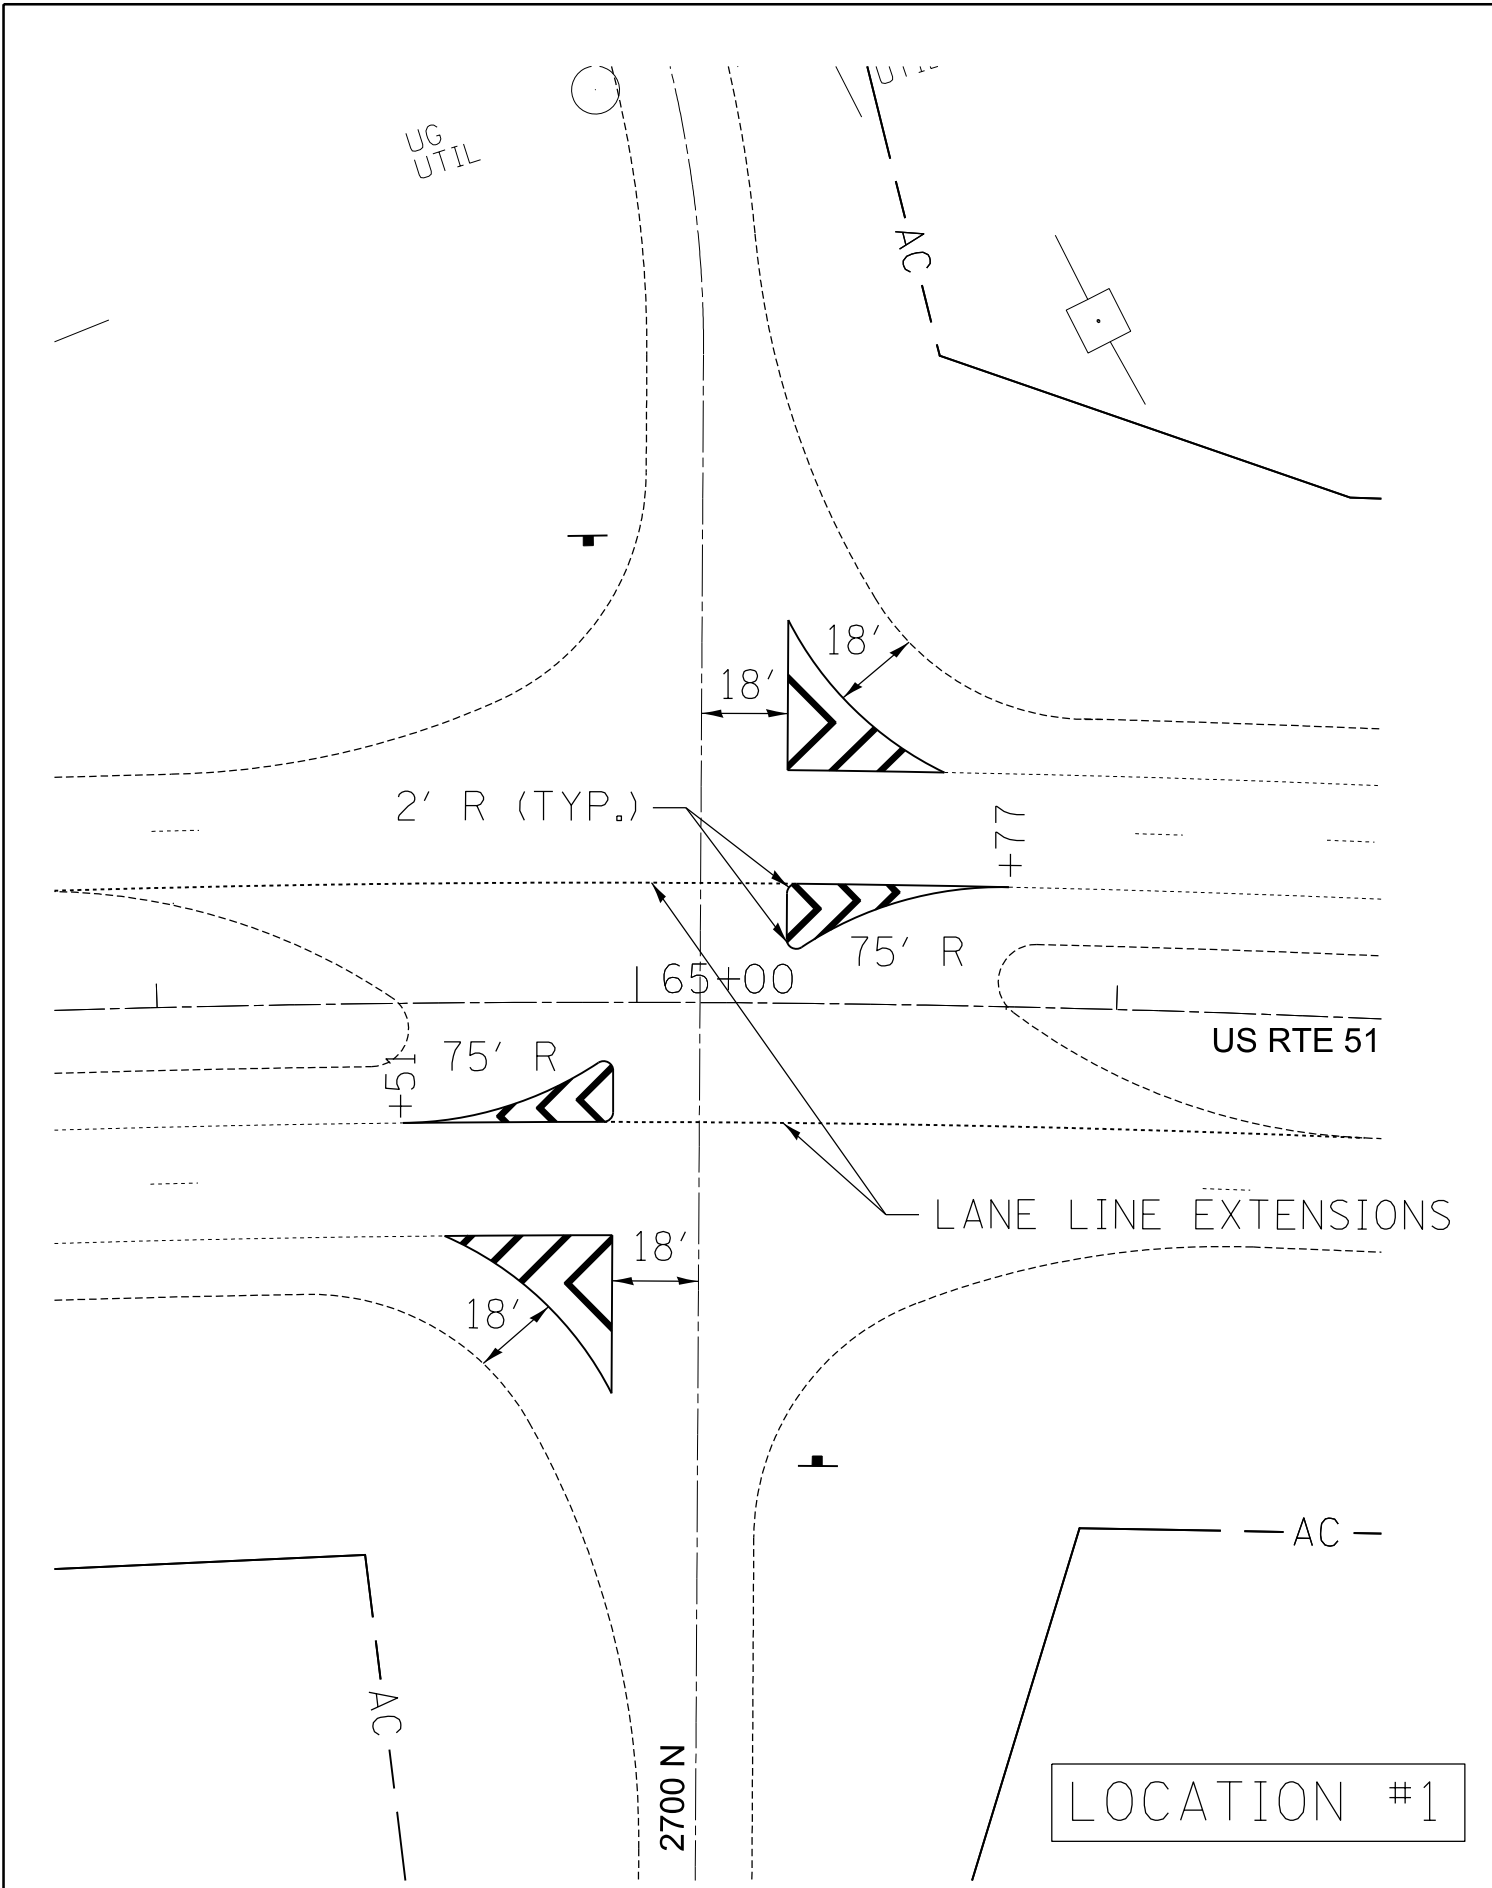 UG
UTIL
AC
18'
18'
2' R (TYP.)
+77
75' R
65+00
US RTE 51
75' R
+51
LANE LINE EXTENSIONS
18'
18'
AC
AC
2700 N
LOCATION #1